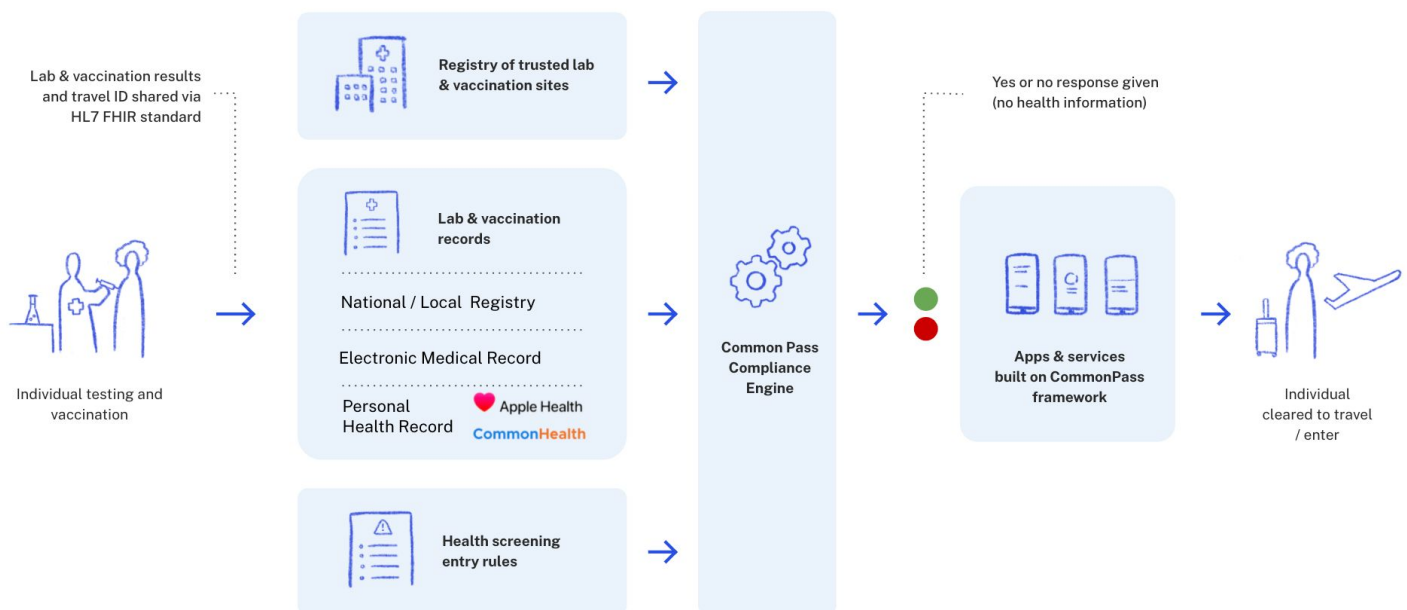 Lab & vaccination results
and travel ID shared via
HL7 FHIR standard
Individual testing and
vaccination
Registry of trusted lab
& vaccination sites
Lab & vaccination
records
National / Local Registry
Electronic Medical Record
Personal
Health Record
Apple Health
CommonHealth
Health screening
entry rules
Common Pass
Compliance
Engine
Yes or no response given
(no health information)
Apps & services
built on CommonPass
framework
Individual
cleared to travel
/ enter